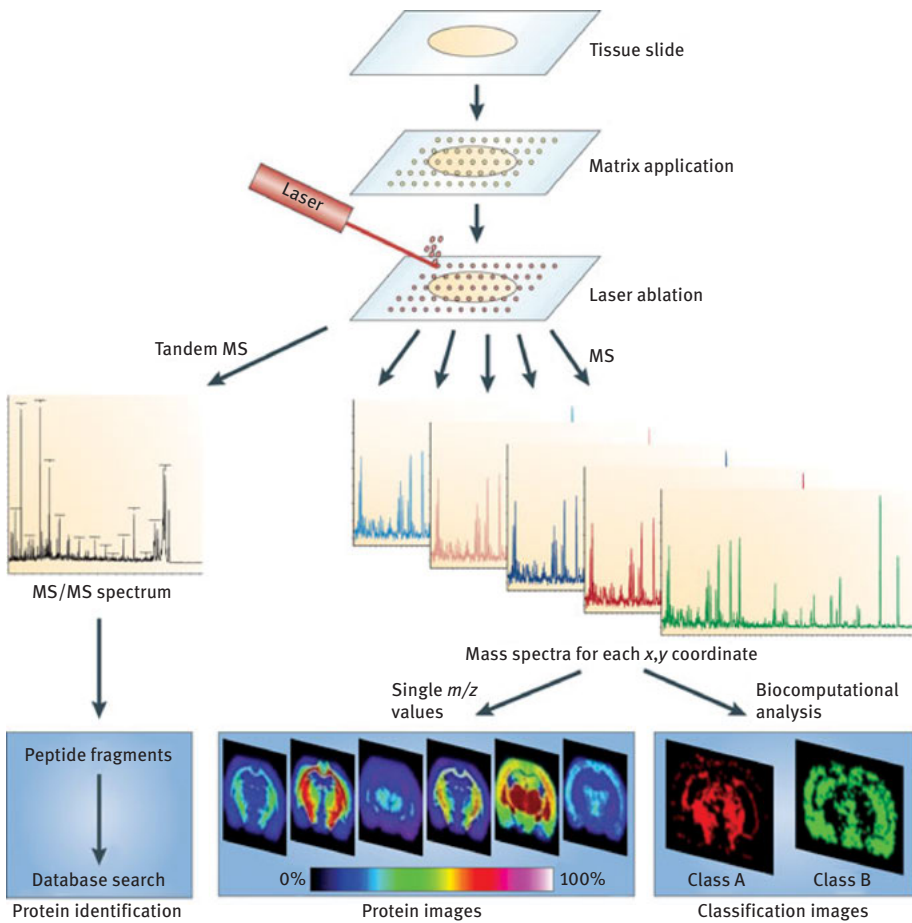 Tissue slide
Matrix application
Laser
Laser ablation
Tandem MS
MS
MS/MS spectrum
Mass spectra for each x,y coordinate
Single m/z
values
Biocomputational
analysis
Peptide fragments
Database search
Protein identification
0%
100%
Protein images
Class A
Class B
Classification images